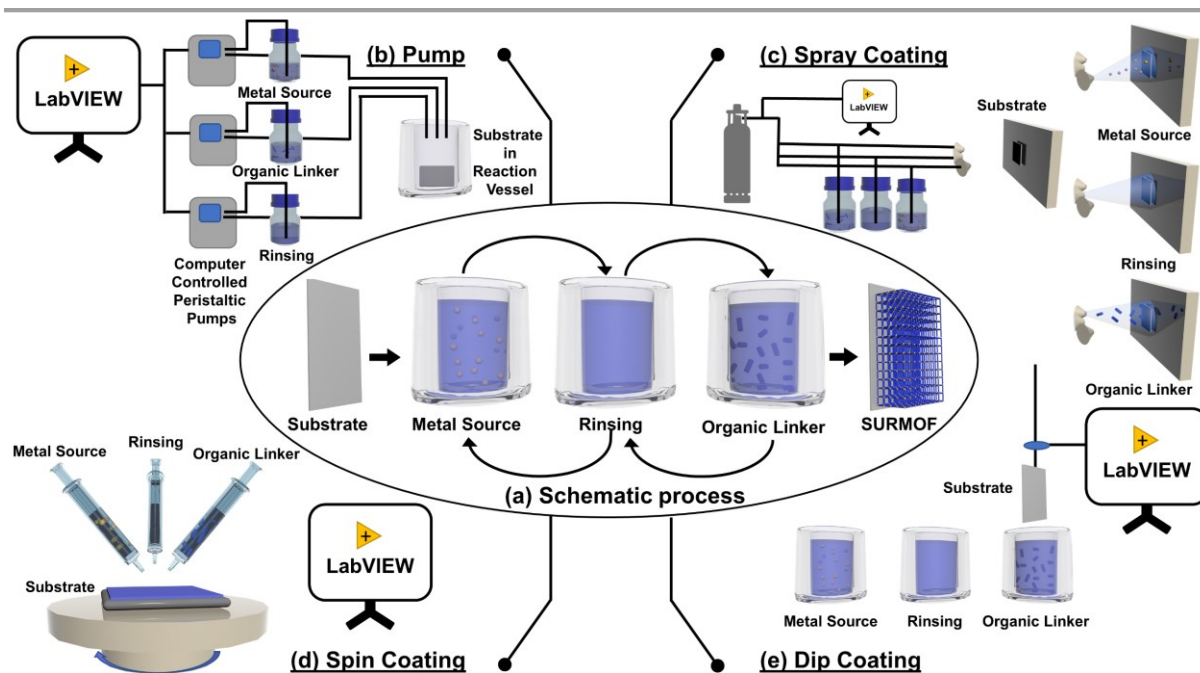 LabVIEW
(b) Pump
Metal Source
Organic Linker
Rinsing
Computer
Controlled
Peristaltic
Pumps
Substrate
in
Reaction
Vessel
(c) Spray Coating
LabVIEW
Substrate
Metal Source
Rinsing
Organic Linker
Substrate
Metal Source
Rinsing
Organic Linker
SURMOF
(a) Schematic process
Metal Source
Rinsing
Organic Linker
Substrate
LabVIEW
(d) Spin Coating
LabVIEW
Substrate
Metal Source
Rinsing
Organic Linker
(e) Dip Coating